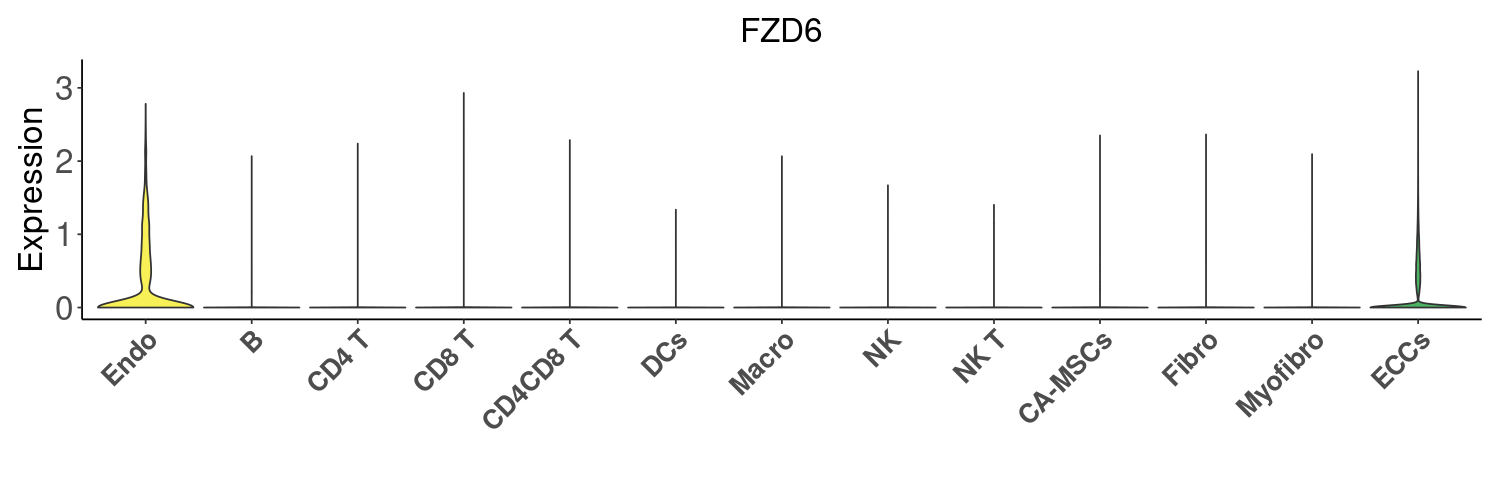 FZD6
Expression
3
2
1
0
Endo
B
CD4 T
CD8 T
CD4CD8 T
DCs
Macro
NK
NK T
CA-MSCs
Fibro
Myofibro
ECCs